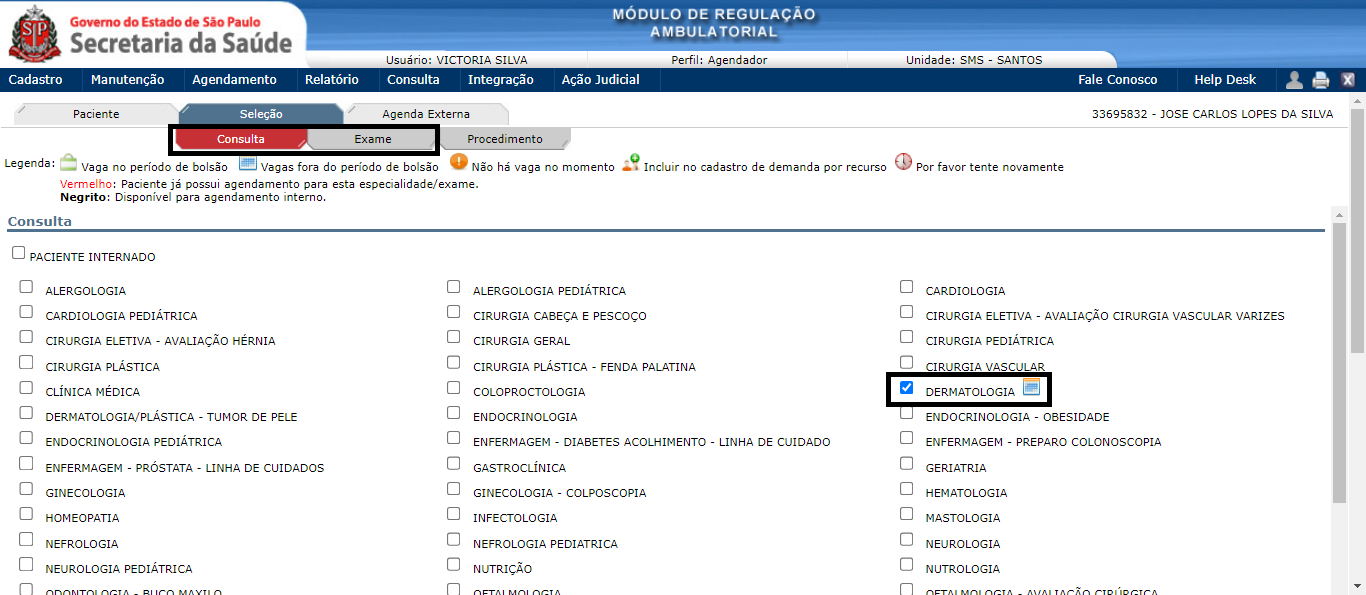 Governo do Estado de São Paulo
Secretaria da Saúde
MÓDULO DE REGULAÇÃO
AMBULATORIAL
Usuário: VICTORIA SILVA Perfil: Agendador Unidade: SMS - SANTOS
Cadastro Manutenção Agendamento Relatório Consulta Integração Ação Judicial Fale Conosco Help Desk
Paciente Seleção Agenda Externa 33695832 - JOSE CARLOS LOPES DA SILVA
Consulta Exame Procedimento
Legenda: Vaga no período de bolsão Vagas fora do período de bolsão Não há vaga no momento Incluir no cadastro de demanda por recurso Por favor tente novamente
Vermelho: Paciente já possui agendamento para esta especialidade/exame.
Negrito: Disponível para agendamento interno.
Consulta
PACIENTE INTERNADO
ALERGOLOGIA ALERGOLOGIA PEDIÁTRICA CARDIOLOGIA
CARDIOLOGIA PEDIÁTRICA CIRURGIA CABEÇA E PESCOÇO CIRURGIA ELETIVA - AVALIAÇÃO CIRURGIA VASCULAR VARIZES
CIRURGIA ELETIVA - AVALIAÇÃO HÉRNIA CIRURGIA GERAL CIRURGIA PEDIÁTRICA
CIRURGIA PLÁSTICA CIRURGIA PLÁSTICA - FENDA PALATINA CIRURGIA VASCULAR
CLÍNICA MÉDICA COLOPROCTOLOGIA DERMATOLOGIA
DERMATOLOGIA/PLÁSTICA - TUMOR DE PELE ENDOCRINOLOGIA ENDOCRINOLOGIA - OBESIDADE
ENDOCRINOLOGIA PEDIÁTRICA ENFERMAGEM - DIABETES ACOLHIMENTO - LINHA DE CUIDADO ENFERMAGEM - PREPARO COLONOSCOPIA
ENFERMAGEM - PRÓSTATA - LINHA DE CUIDADOS GASTROCLÍNICA GERIATRIA
GINECOLOGIA GINECOLOGIA - COLPOSCOPIA HEMATOLOGIA
HOMEOPATIA INFECTOLOGIA MASTOLOGIA
NEFROLOGIA NEFROLOGIA PEDIATRICA NEUROLOGIA
NEUROLOGIA PEDIÁTRICA NUTRIÇÃO NUTROLOGIA
ODONTOLOGIA - BUCO MAXILO OFTALMOLOGIA OFTALMOLOGIA - AVALIAÇÃO CIRÚRGICA